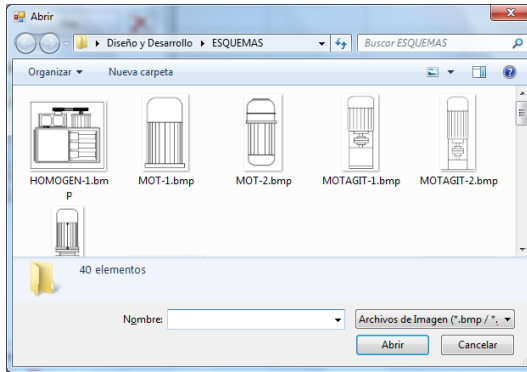 Abrir
Diseño y Desarrollo
ESQUEMAS
Buscar ESQUEMAS
Organizar
Nueva carpeta
HOMOGEN-1.bm
p
MOT-1.bmp
MOT-2.bmp
MOTAGIT-1.bmp
MOTAGIT-2.bmp
40 elementos
Nombre:
Archivos de Imagen (*.bmp / *.
Abrir
Cancelar